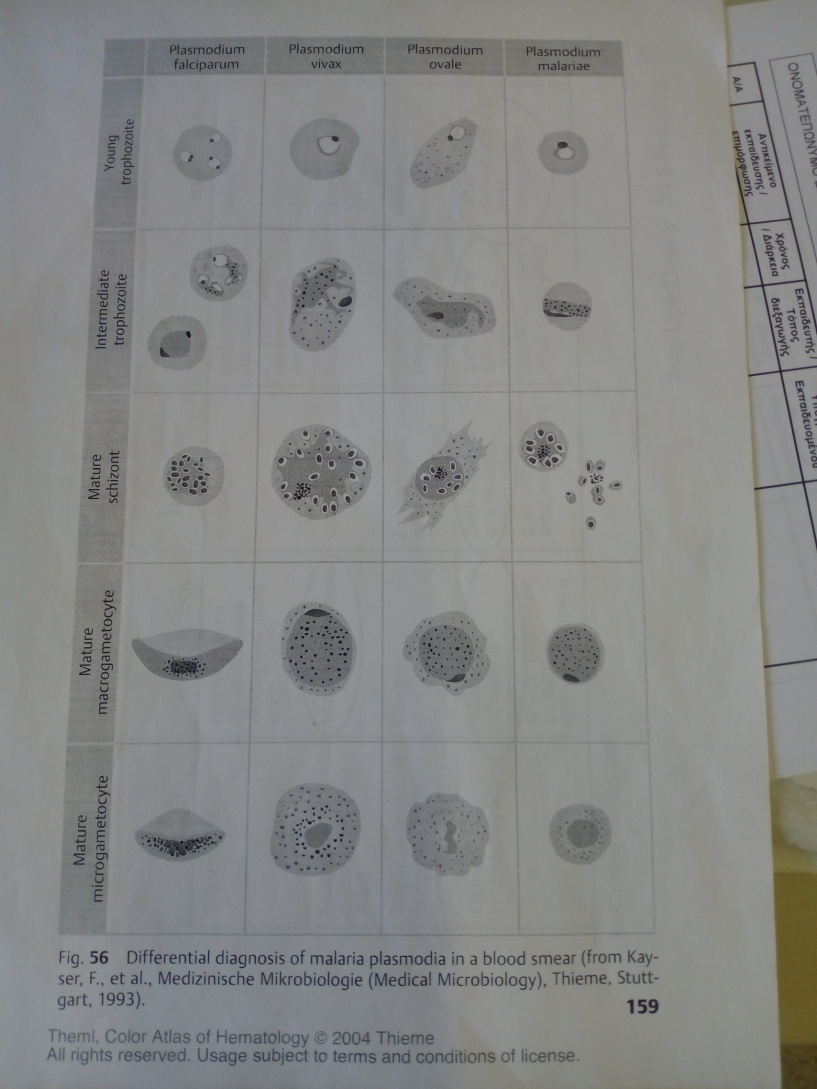 Plasmodium
falciparum
Plasmodium
vivax
Plasmodium
ovale
Plasmodium
malariae
Young
trophozoite
Intermediate
trophozoite
Mature
schizont
Mature
macrogametocyte
Mature
microgametocyte
Fig. 56 Differential diagnosis of malaria plasmodia in a blood smear (from Kay-
ser, F., et al., Medizinische Mikrobiologie (Medical Microbiology), Thieme, Stutt-
gart, 1993).
159
Theml, Color Atlas of Hematology © 2004 Thieme
All rights reserved. Usage subject to terms and conditions of license.
Α/Α
Αντικείμενο
εκπαίδευσης /
επιμόρφωσης
Χρόνος
/ Διάρκεια
Εκπαιδευτής /
Τόπος
διεξαγωγής
Εκπαιδευομένου